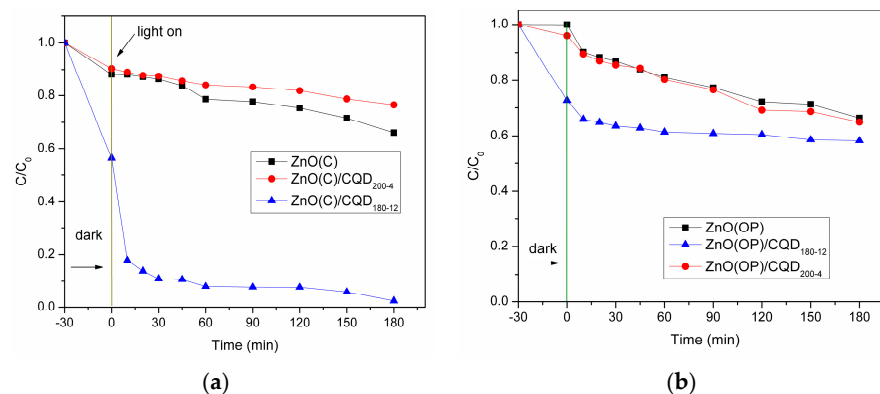 light on
ZnO(C)
ZnO(C)/CQD200-4
ZnO(C)/CQD180-12
dark
C/C0
1.0
0.8
0.6
0.4
0.2
0.0
-30 0 30 60 90 120 150 180
Time (min)
(a)
ZnO(OP)
ZnO(OP)/CQD180-12
ZnO(OP)/CQD200-4
dark
C/C0
1.0
0.8
0.6
0.4
0.2
0.0
-30 0 30 60 90 120 150 180
Time (min)
(b)